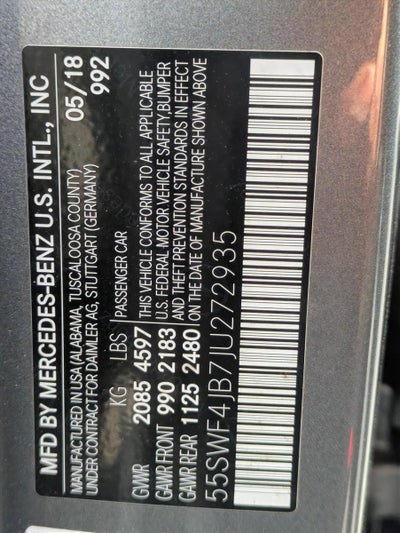 MFD BY MERCEDES-BENZ U.S. INTL., INC
MANUFACTURED IN USA (ALABAMA, TUSCALOOSA COUNTY)
UNDER CONTRACT FOR DAIMLER AG, STUTTGART (GERMANY)
05/18
992
KG LBS
GVWR 2085 4597
GAWR FRONT 990 2183
GAWR REAR 1125 2480
PASSENGER CAR
THIS VEHICLE CONFORMS TO ALL APPLICABLE
U.S. FEDERAL MOTOR VEHICLE SAFETY, BUMPER
AND THEFT PREVENTION STANDARDS IN EFFECT
ON THE DATE OF MANUFACTURE SHOWN ABOVE
55SWF4JB7JU272935